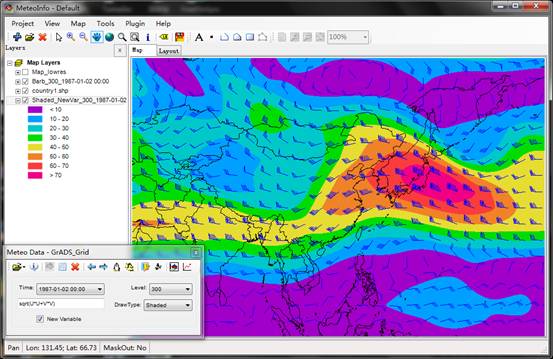 MeteoInfo - Default
Project View Map Tools Plugin Help
A 100%
Layers x Map Layout
Map Layers
Map_lowres
Barb_300_1987-01-02 00:00
country1.shp
Shaded_NewVar_300_1987-01-02
< 10
10 - 20
20 - 30
30 - 40
40 - 50
50 - 60
60 - 70
> 70
Meteo Data - GrADS_Grid
Time: 1987-01-02 00:00 Level: 300
sqrt(U*U+V*V) DrawType: Shaded
New Variable
Pan Lon: 131.45; Lat: 66.73 MaskOut: No